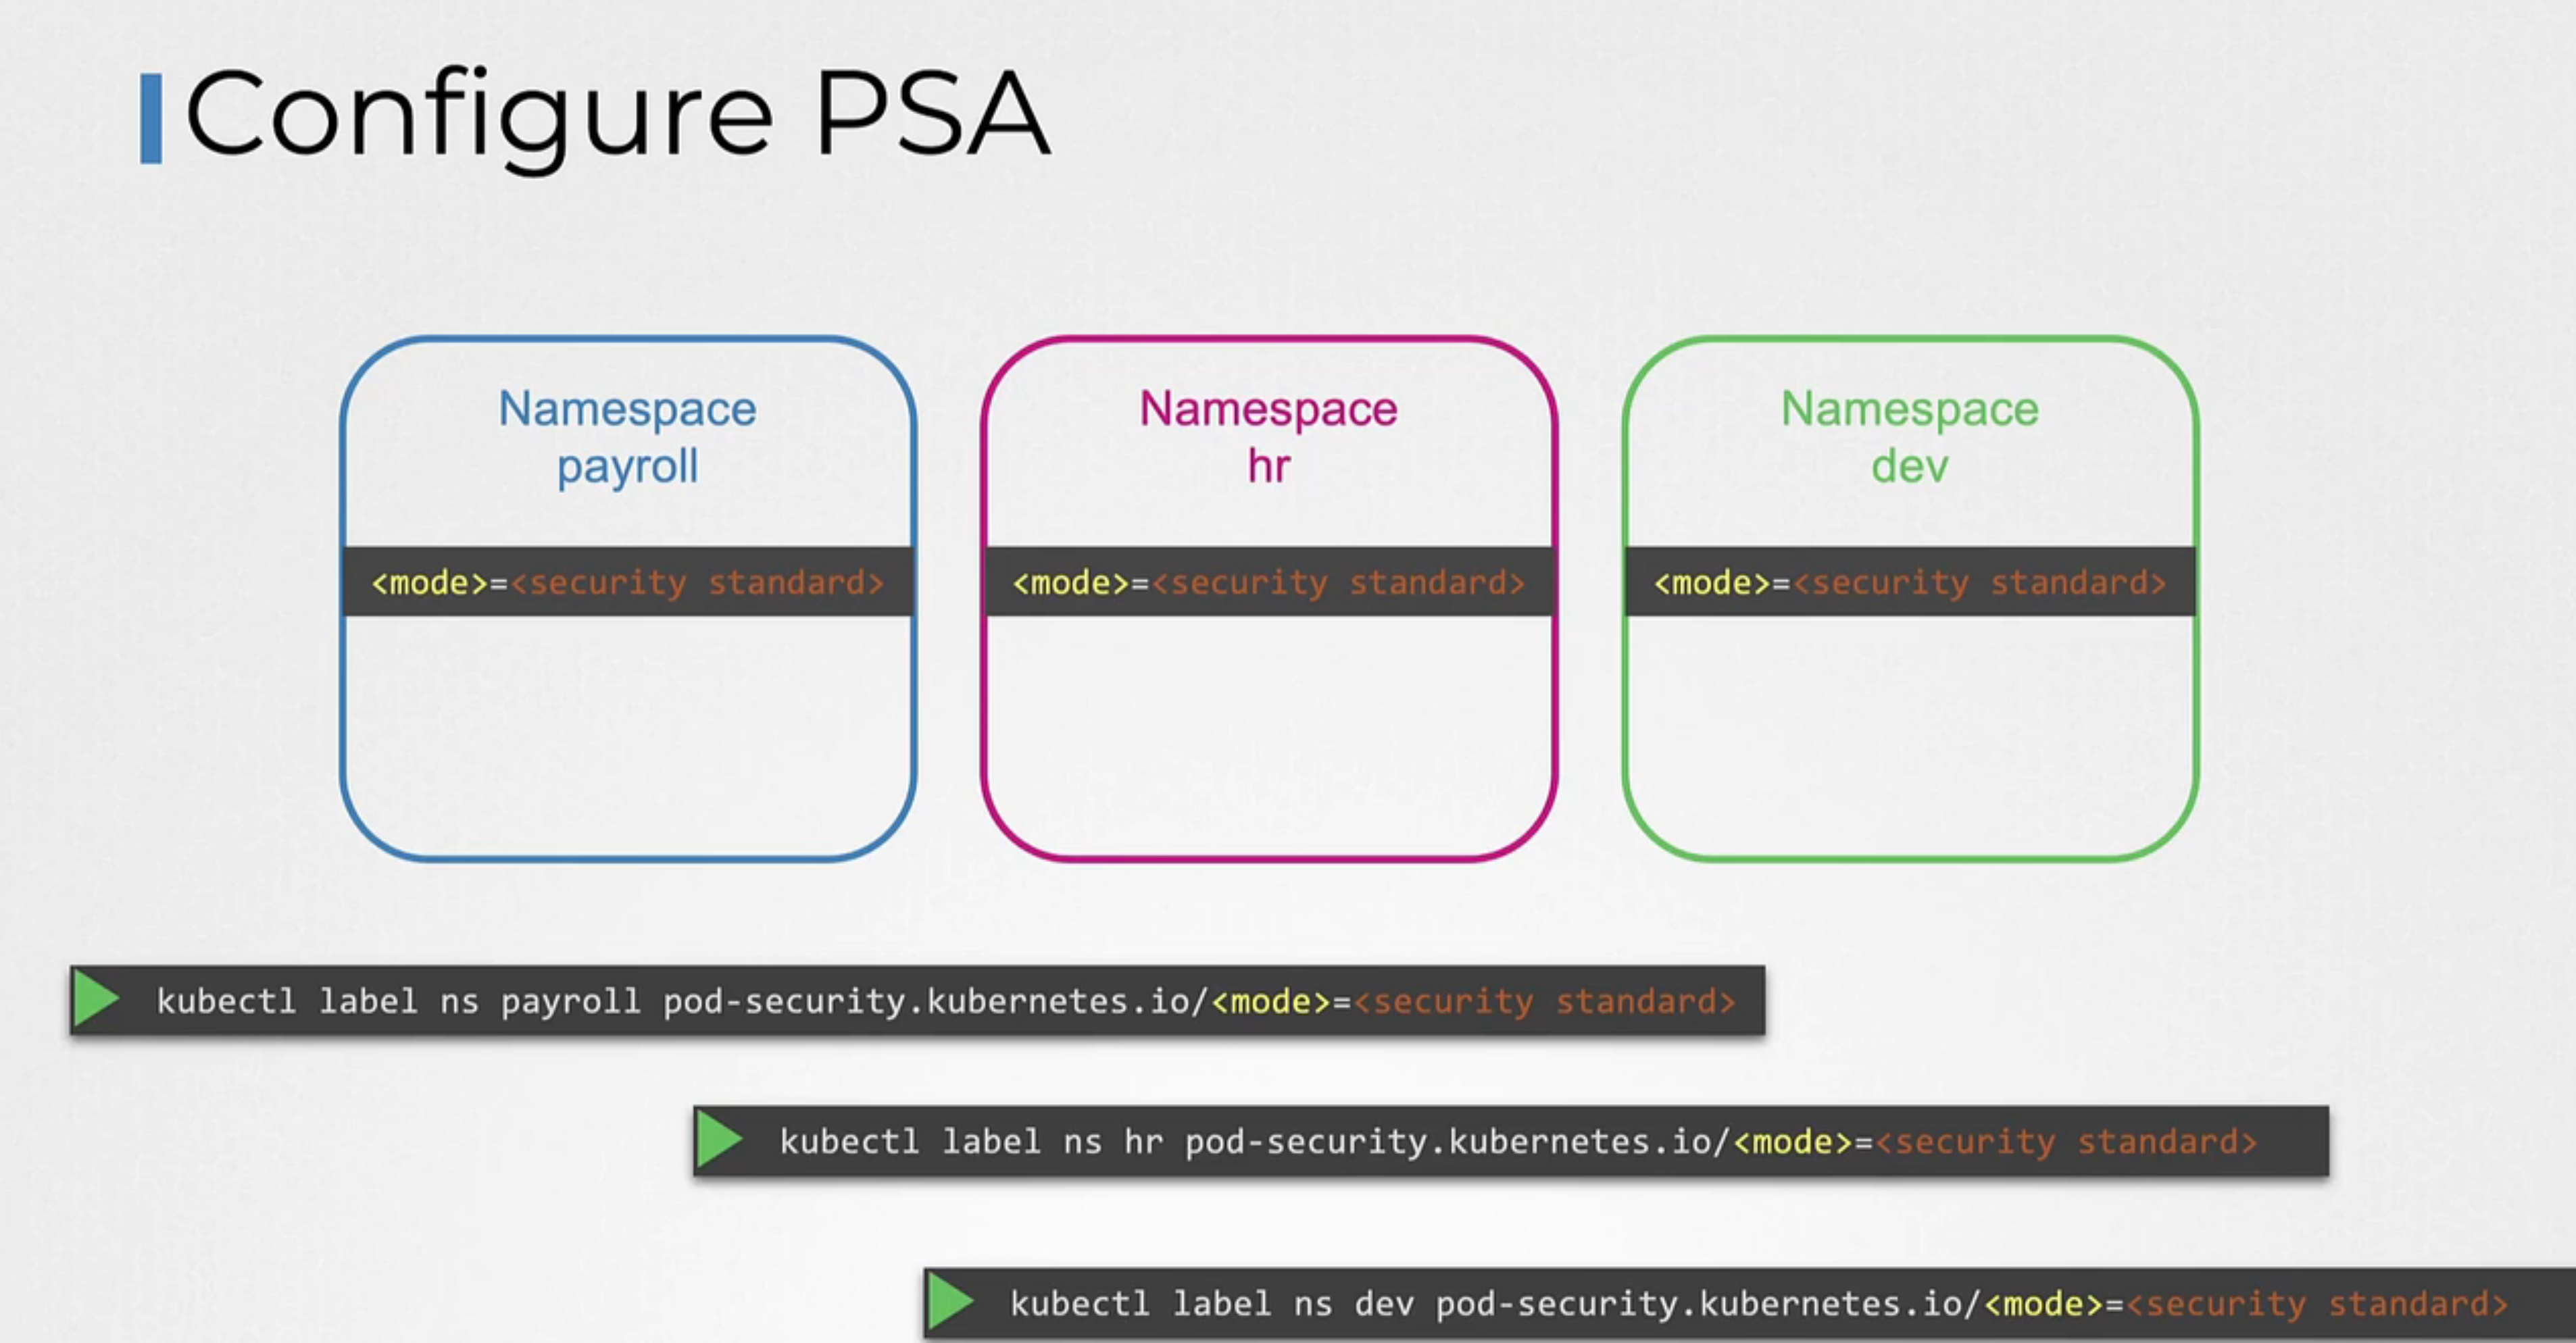 Configure PSA
Namespace
payroll
<mode>=<security standard>
Namespace
hr
<mode>=<security standard>
Namespace
dev
<mode>=<security standard>
kubectl label ns payroll pod-security.kubernetes.io/<mode>=<security standard>
kubectl label ns hr pod-security.kubernetes.io/<mode>=<security standard>
kubectl label ns dev pod-security.kubernetes.io/<mode>=<security standard>